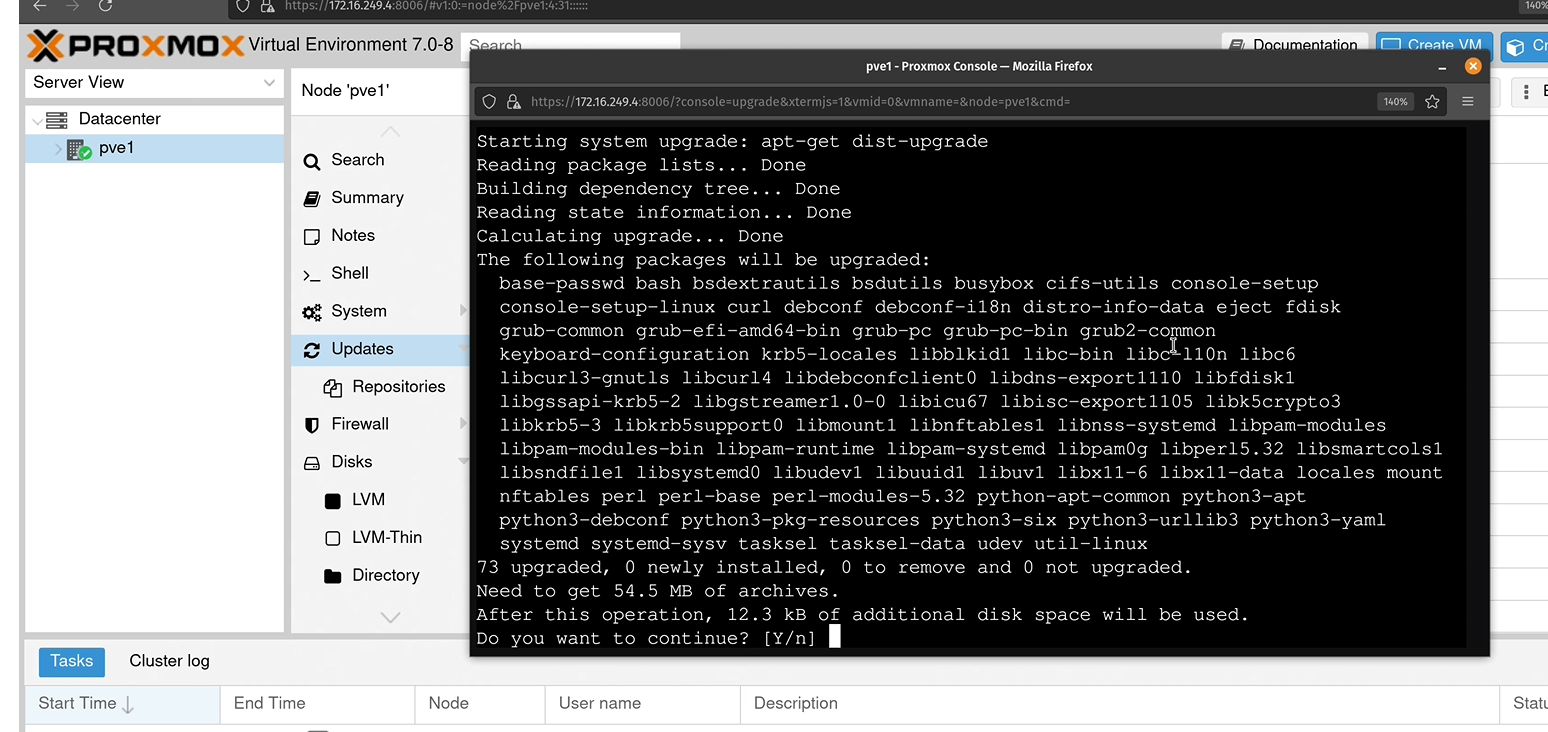 https://172.16.249.4:8006/#v1:0:=node%2Fpve1:4:31::::::
140%
PROXMOX Virtual Environment 7.0-8
Search
Documentation
Create VM
Server View
Datacenter
pve1
Node 'pve1'
Search
Summary
Notes
Shell
System
Updates
Repositories
Firewall
Disks
LVM
LVM-Thin
Directory
pve1 - Proxmox Console — Mozilla Firefox
https://172.16.249.4:8006/?console=upgrade&xtermjs=1&vmid=0&vmname=&node=pve1&cmd=
140%
Starting system upgrade: apt-get dist-upgrade
Reading package lists... Done
Building dependency tree... Done
Reading state information... Done
Calculating upgrade... Done
The following packages will be upgraded:
base-passwd bash bsdextrautils bsdutils busybox cifs-utils console-setup
console-setup-linux curl debconf debconf-i18n distro-info-data eject fdisk
grub-common grub-efi-amd64-bin grub-pc grub-pc-bin grub2-common
keyboard-configuration krb5-locales libblkid1 libc-bin libc-l10n libc6
libcurl3-gnutls libcurl4 libdebconfclient0 libdns-export1110 libfdisk1
libgssapi-krb5-2 libgstreamer1.0-0 libicu67 libisc-export1105 libk5crypto3
libkrb5-3 libkrb5support0 libmount1 libnftables1 libnss-systemd libpam-modules
libpam-modules-bin libpam-runtime libpam-systemd libpam0g libperl5.32 libsmartcols1
libsndfile1 libsystemd0 libudev1 libuuid1 libuv1 libx11-6 libx11-data locales mount
nftables perl perl-base perl-modules-5.32 python-apt-common python3-apt
python3-debconf python3-pkg-resources python3-six python3-urllib3 python3-yaml
systemd systemd-sysv tasksel tasksel-data udev util-linux
73 upgraded, 0 newly installed, 0 to remove and 0 not upgraded.
Need to get 54.5 MB of archives.
After this operation, 12.3 kB of additional disk space will be used.
Do you want to continue? [Y/n]
Tasks
Cluster log
Start Time
End Time
Node
User name
Description